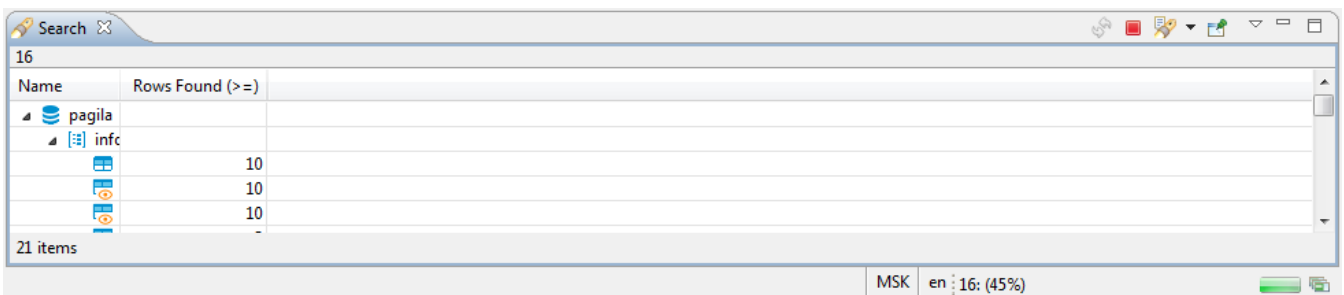 Search
16
Name Rows Found (>=)
pagila
info
10
10
10
21 items
MSK en 16: (45%)